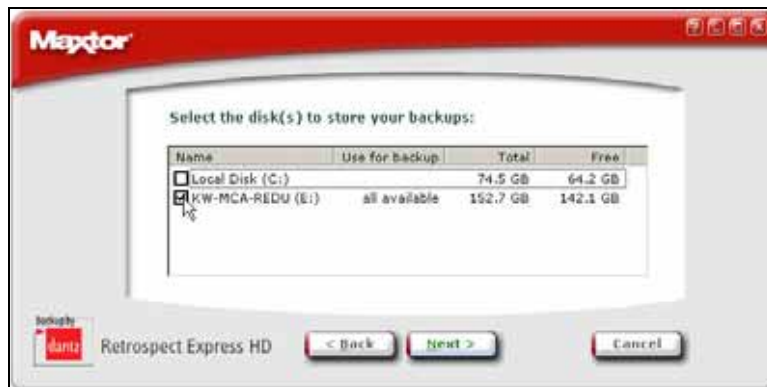 Maxtor
Select the disk(s) to store your backups:
Name Use for backup Total Free
Local Disk (C:) 74.5 GB 64.2 GB
KW-MCA-REDU (E:) all available 152.7 GB 142.1 GB
backup by
dantz
Retrospect Express HD
< Back Next > Cancel